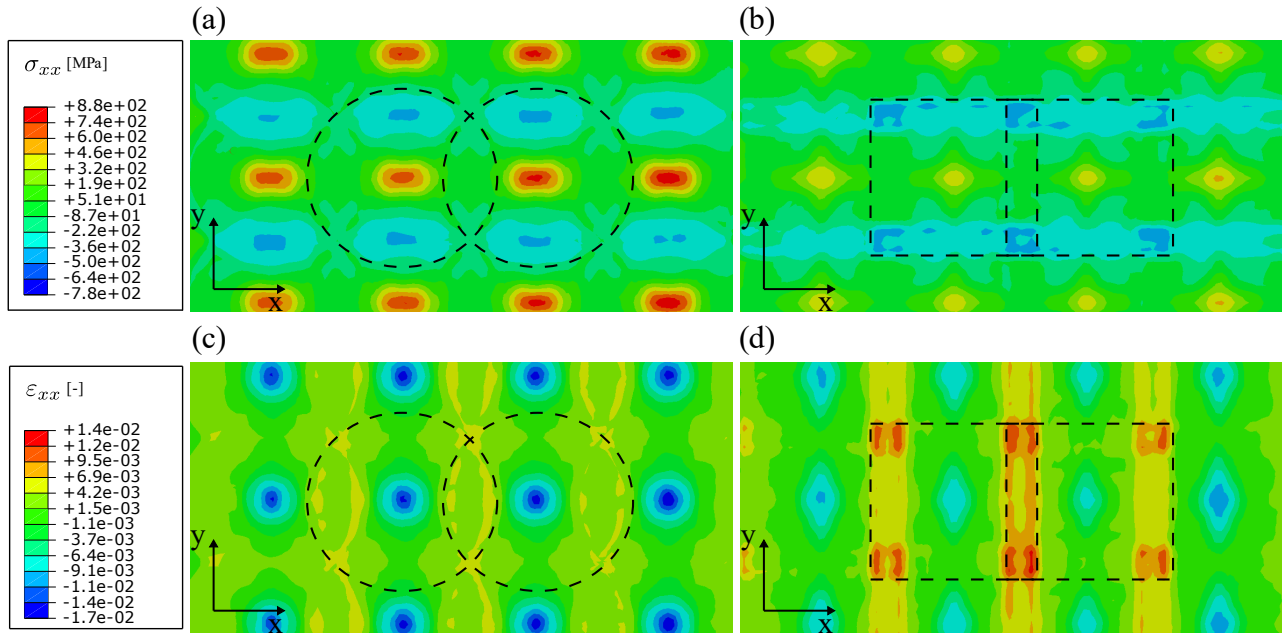 (a)
(b)
σxx [MPa]
+8.8e+02
+7.4e+02
+6.0e+02
+4.6e+02
+3.2e+02
+1.9e+02
+5.1e+01
-8.7e+01
-2.2e+02
-3.6e+02
-5.0e+02
-6.4e+02
-7.8e+02
y
x
y
x
(c)
(d)
εxx [-]
+1.4e-02
+1.2e-02
+9.5e-03
+6.9e-03
+4.2e-03
+1.5e-03
-1.1e-03
-3.7e-03
-6.4e-03
-9.1e-03
-1.2e-02
-1.4e-02
-1.7e-02
y
x
y
x